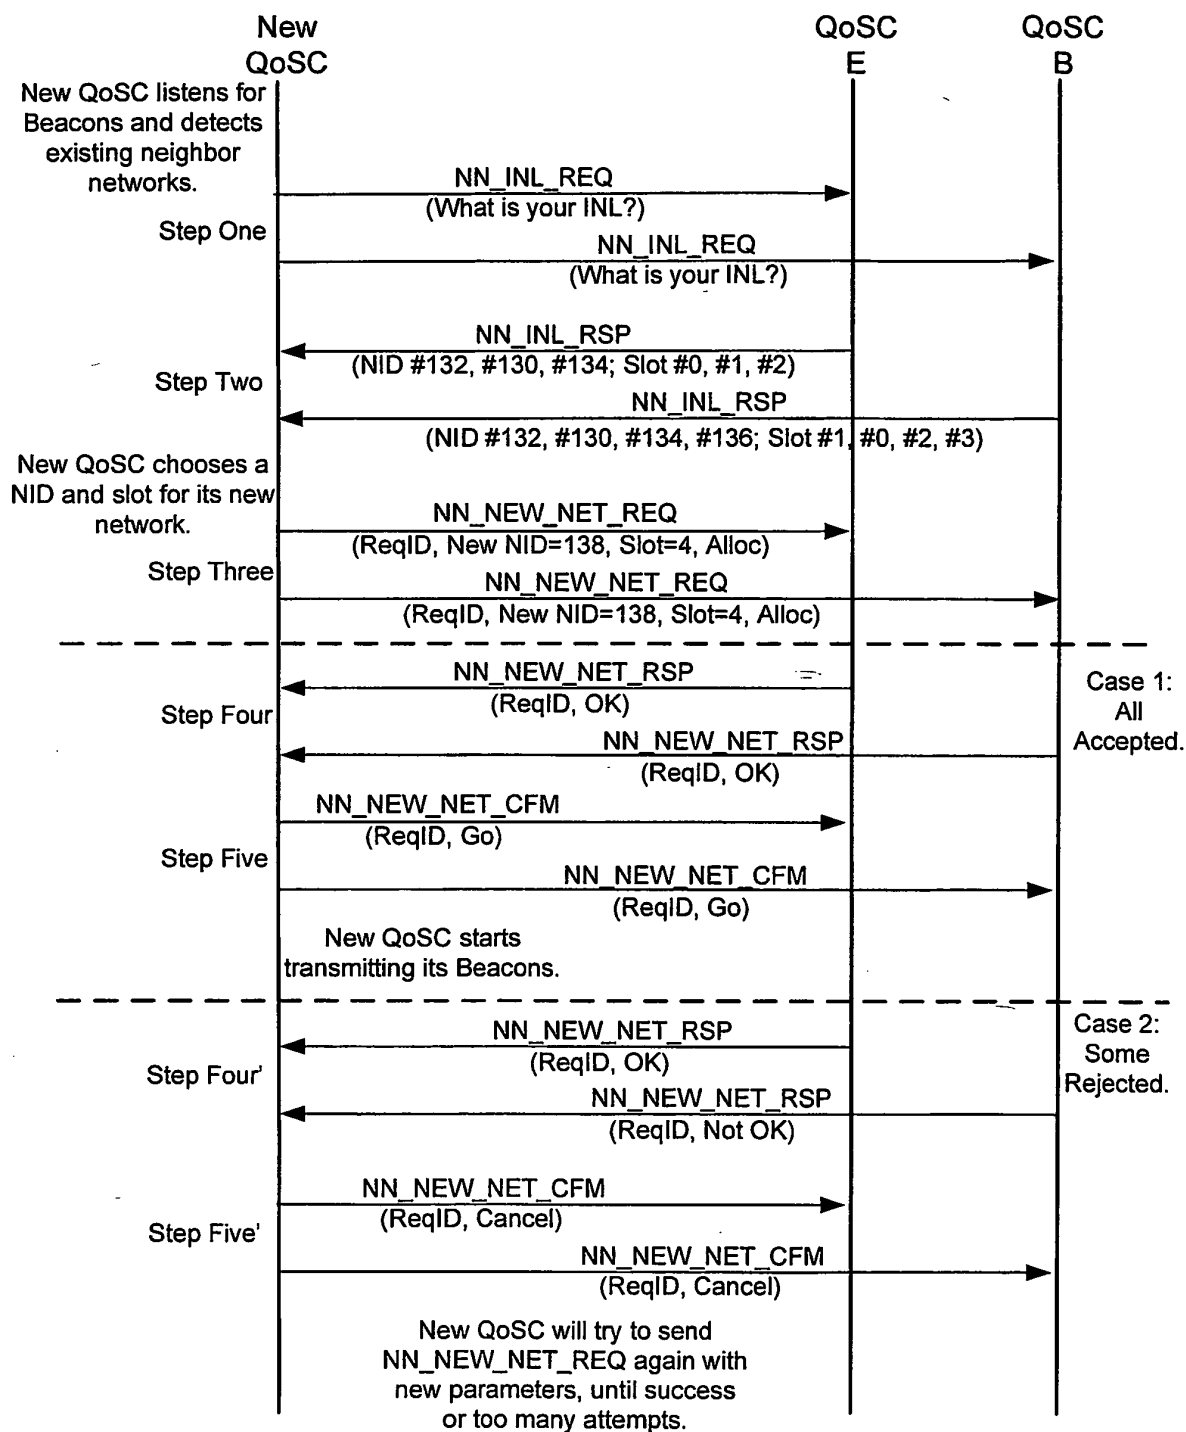 New
QoSC
QoSC
E
QoSC
B
New QoSC listens for
Beacons and detects
existing neighbor
networks.
NN_INL_REQ
(What is your INL?)
Step One
NN_INL_REQ
(What is your INL?)
NN_INL_RSP
(NID #132, #130, #134; Slot #0, #1, #2)
Step Two
NN_INL_RSP
(NID #132, #130, #134, #136; Slot #1, #0, #2, #3)
New QoSC chooses a
NID and slot for its new
network.
NN_NEW_NET_REQ
(ReqID, New NID=138, Slot=4, Alloc)
Step Three
NN_NEW_NET_REQ
(ReqID, New NID=138, Slot=4, Alloc)
Case 1:
All
Accepted.
NN_NEW_NET_RSP
(ReqID, OK)
Step Four
NN_NEW_NET_RSP
(ReqID, OK)
NN_NEW_NET_CFM
(ReqID, Go)
Step Five
NN_NEW_NET_CFM
(ReqID, Go)
New QoSC starts
transmitting its Beacons.
Case 2:
Some
Rejected.
NN_NEW_NET_RSP
(ReqID, OK)
Step Four'
NN_NEW_NET_RSP
(ReqID, Not OK)
NN_NEW_NET_CFM
(ReqID, Cancel)
Step Five'
NN_NEW_NET_CFM
(ReqID, Cancel)
New QoSC will try to send
NN_NEW_NET_REQ again with
new parameters, until success
or too many attempts.